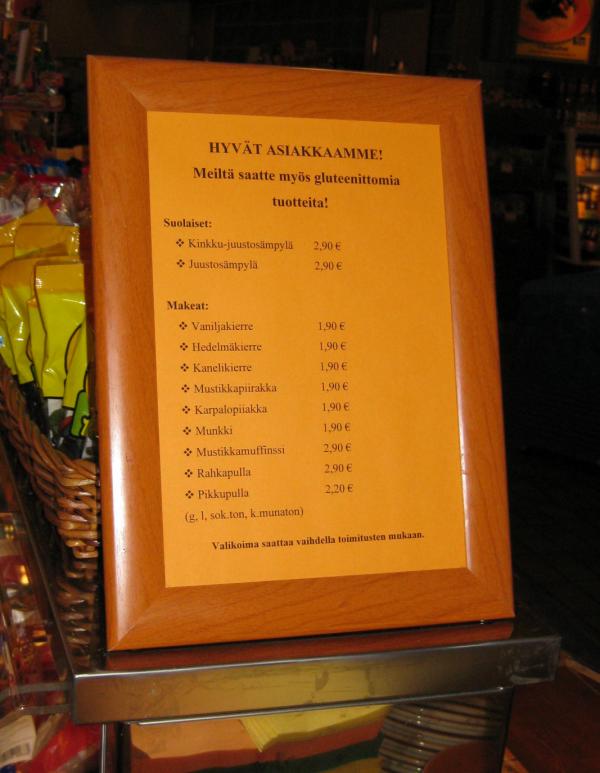 HYVÄT ASIAKKAAMME!
Meiltä saatte myös gluteenittomia
tuotteita!
Suolaiset:
❖ Kinkku-juustosämpylä 2,90 €
❖ Juustosämpylä 2,90 €
Makeat:
❖ Vaniljakierre 1,90 €
❖ Hedelmäkierre 1,90 €
❖ Kanelikierre 1,90 €
❖ Mustikkapiirakka 1,90 €
❖ Karpalopiiakka 1,90 €
❖ Munkki 1,90 €
❖ Mustikkamuffinssi 2,90 €
❖ Rahkapulla 2,90 €
❖ Pikkupulla 2,20 €
(g, l, sok.ton, k.munaton)
Valikoima saattaa vaihdella toimitusten mukaan.